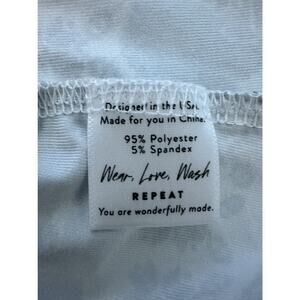 Designed in the USA.
Made for you in China.
95% Polyester
5% Spandex
Wear, Love, Wash
REPEAT
You are wonderfully made.